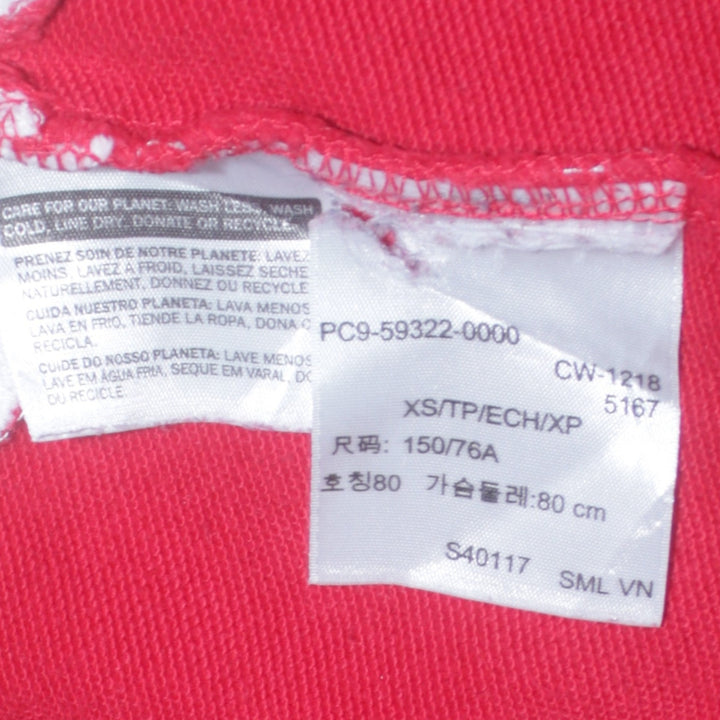 CARE FOR OUR PLANET: WASH LESS, WASH
COLD, LINE DRY, DONATE OR RECYCLE.
PRENEZ SOIN DE NOTRE PLANETE: LAVEZ
MOINS, LAVEZ À FROID, LAISSEZ SECHE
NATURELLEMENT, DONNEZ OU RECYCLE
CUIDA NUESTRO PLANETA: LAVA MENOS
LAVA EN FRIO, TIENDE LA ROPA, DONA O
RECICLA.
CUIDE DO NOSSO PLANETA: LAVE MENOS
LAVE EM ÁGUA FRIA, SEQUE EM VARAL, DO
OU RECICLE.
PC9-59322-0000
CW-1218
5167
XS/TP/ECH/XP
尺码: 150/76A
호칭80 가슴둘레:80 cm
S40117 SML VN